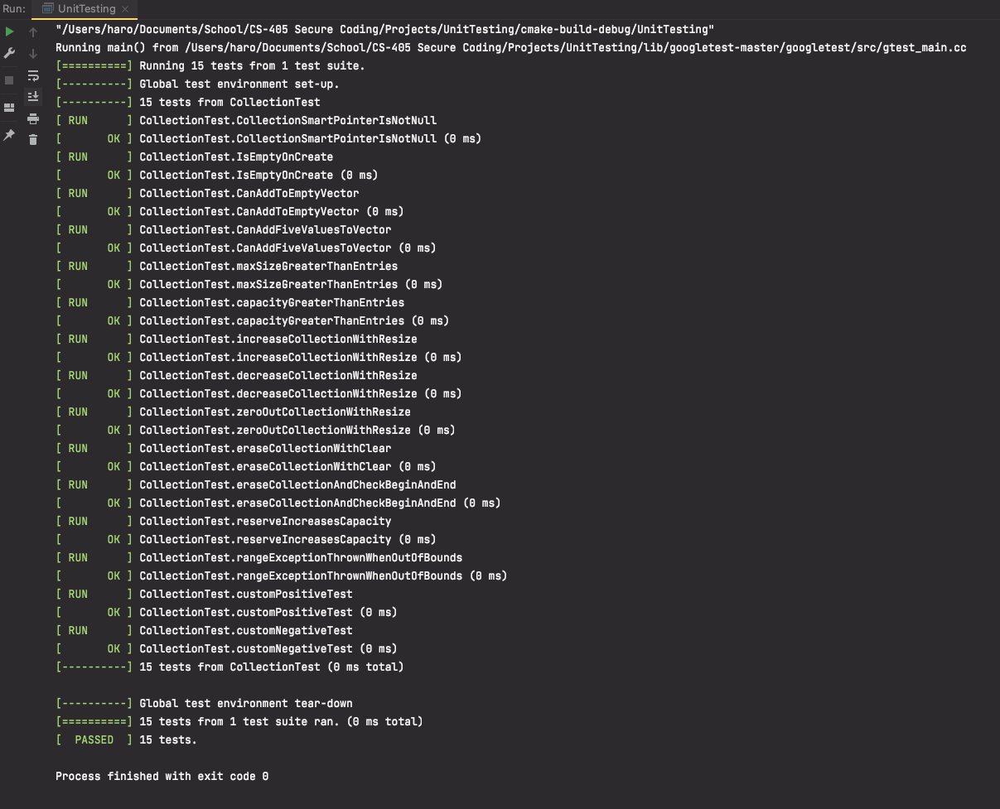 Run: UnitTesting ×
"/Users/haro/Documents/School/CS-405 Secure Coding/Projects/UnitTesting/cmake-build-debug/UnitTesting"
Running main() from /Users/haro/Documents/School/CS-405 Secure Coding/Projects/UnitTesting/lib/googletest-master/googletest/src/gtest_main.cc
[==========] Running 15 tests from 1 test suite.
[----------] Global test environment set-up.
[----------] 15 tests from CollectionTest
[ RUN      ] CollectionTest.CollectionSmartPointerIsNotNull
[       OK ] CollectionTest.CollectionSmartPointerIsNotNull (0 ms)
[ RUN      ] CollectionTest.IsEmptyOnCreate
[       OK ] CollectionTest.IsEmptyOnCreate (0 ms)
[ RUN      ] CollectionTest.CanAddToEmptyVector
[       OK ] CollectionTest.CanAddToEmptyVector (0 ms)
[ RUN      ] CollectionTest.CanAddFiveValuesToVector
[       OK ] CollectionTest.CanAddFiveValuesToVector (0 ms)
[ RUN      ] CollectionTest.maxSizeGreaterThanEntries
[       OK ] CollectionTest.maxSizeGreaterThanEntries (0 ms)
[ RUN      ] CollectionTest.capacityGreaterThanEntries
[       OK ] CollectionTest.capacityGreaterThanEntries (0 ms)
[ RUN      ] CollectionTest.increaseCollectionWithResize
[       OK ] CollectionTest.increaseCollectionWithResize (0 ms)
[ RUN      ] CollectionTest.decreaseCollectionWithResize
[       OK ] CollectionTest.decreaseCollectionWithResize (0 ms)
[ RUN      ] CollectionTest.zeroOutCollectionWithResize
[       OK ] CollectionTest.zeroOutCollectionWithResize (0 ms)
[ RUN      ] CollectionTest.eraseCollectionWithClear
[       OK ] CollectionTest.eraseCollectionWithClear (0 ms)
[ RUN      ] CollectionTest.eraseCollectionAndCheckBeginAndEnd
[       OK ] CollectionTest.eraseCollectionAndCheckBeginAndEnd (0 ms)
[ RUN      ] CollectionTest.reserveIncreasesCapacity
[       OK ] CollectionTest.reserveIncreasesCapacity (0 ms)
[ RUN      ] CollectionTest.rangeExceptionThrownWhenOutOfBounds
[       OK ] CollectionTest.rangeExceptionThrownWhenOutOfBounds (0 ms)
[ RUN      ] CollectionTest.customPositiveTest
[       OK ] CollectionTest.customPositiveTest (0 ms)
[ RUN      ] CollectionTest.customNegativeTest
[       OK ] CollectionTest.customNegativeTest (0 ms)
[----------] 15 tests from CollectionTest (0 ms total)
[----------] Global test environment tear-down
[==========] 15 tests from 1 test suite ran. (0 ms total)
[  PASSED  ] 15 tests.
Process finished with exit code 0